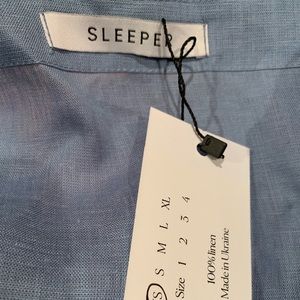 SLEEPER
S S M L XL
Size 1 2 3 4
100% linen
Made in Ukraine